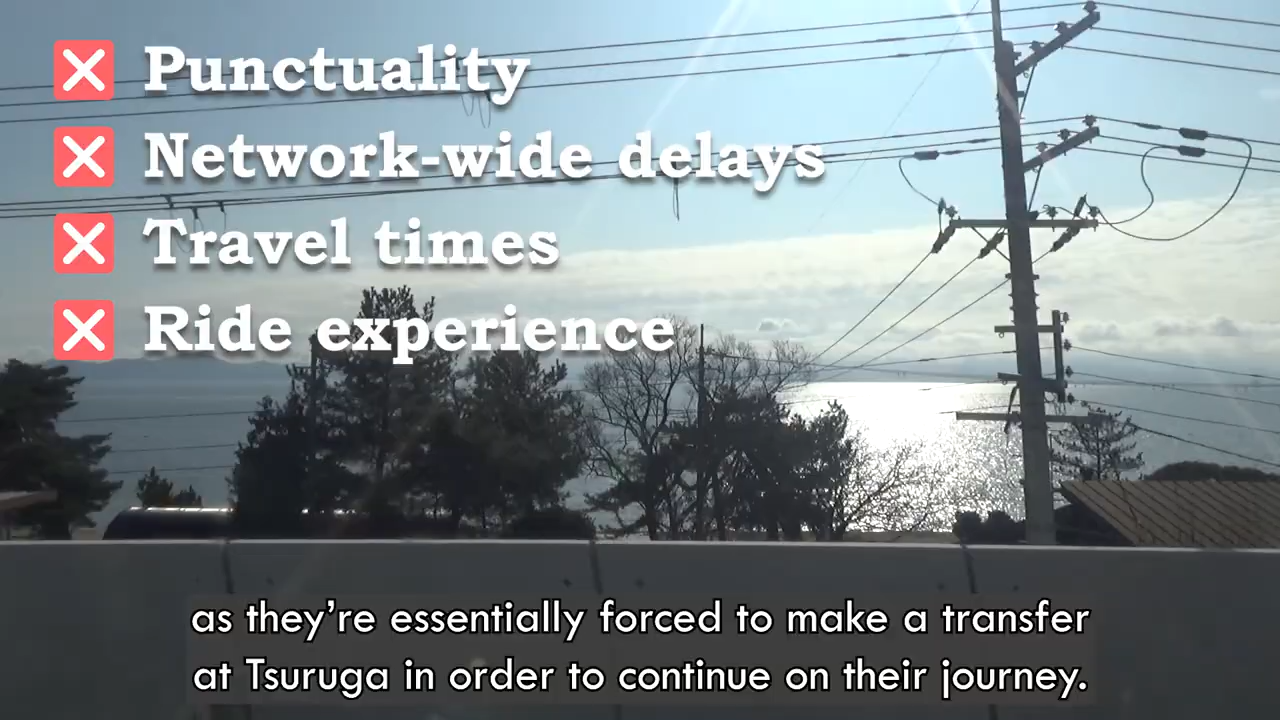 Punctuality
Network-wide delays
Travel times
Ride experience
as they're essentially forced to make a transfer
at Tsuruga in order to continue on their journey.